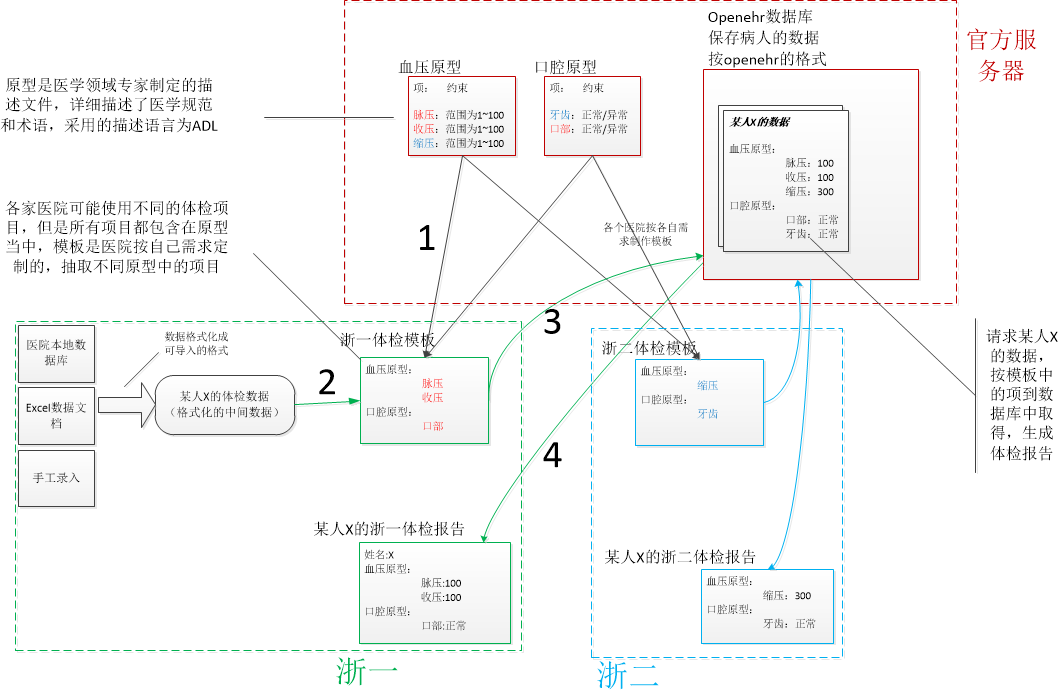 Openehr数据库
保存病人的数据
按openehr的格式
官方服
务器
血压原型
项： 约束
脉压：范围为1~100
收压：范围为1~100
缩压：范围为1~100
口腔原型
项： 约束
牙齿：正常/异常
口部：正常/异常
某人X的数据
血压原型：
脉压：100
收压：100
缩压：300
口腔原型：
口部：正常
牙齿：正常
原型是医学领域专家制定的描
述文件，详细描述了医学规范
和术语，采用的描述语言为ADL
各家医院可能使用不同的体检项
目，但是所有项目都包含在原型
当中，模板是医院按自己需求定
制的，抽取不同原型中的项目
1
各个医院按各自需
求制作模板
3
医院本地数
据库
Excel数据文
档
手工录入
数据格式化成
可导入的格式
某人X的体检数据
（格式化的中间数据）
2
浙一体检模板
血压原型：
脉压
收压
口腔原型：
口部
浙二体检模板
血压原型：
缩压
口腔原型：
牙齿
请求某人X
的数据，
按模板中
的项到数
据库中取
得，生成
体检报告
4
某人X的浙一体检报告
姓名:X
血压原型：
脉压:100
收压:100
口腔原型：
口部:正常
某人X的浙二体检报告
血压原型：
缩压：300
口腔原型：
牙齿：正常
浙一
浙二